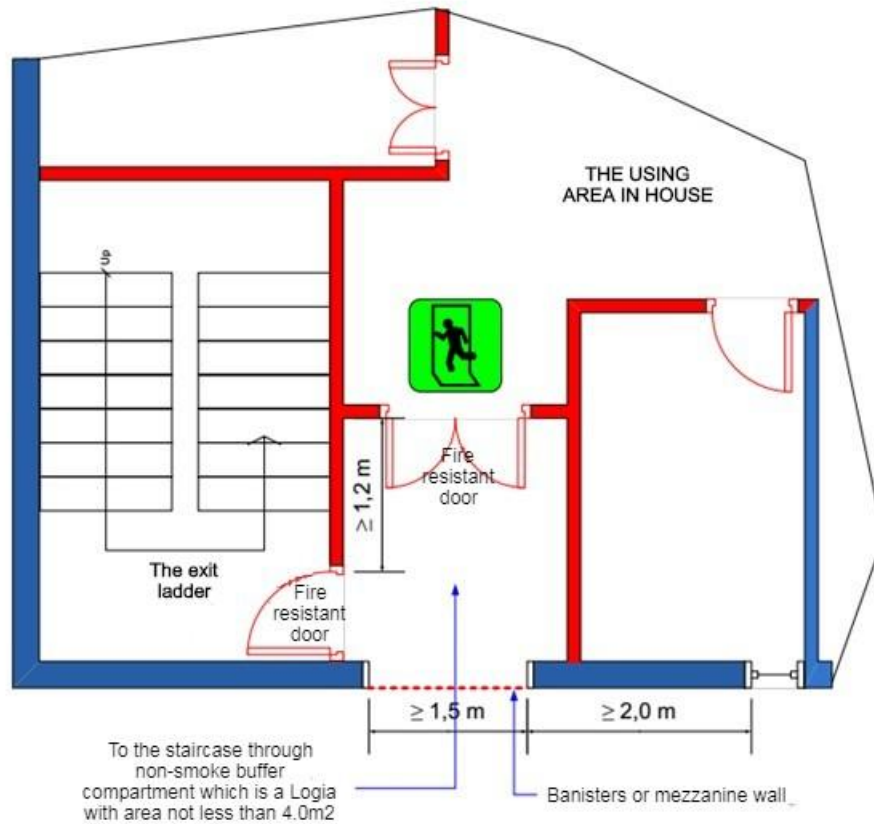 THE USING
AREA IN HOUSE
Up
Fire
resistant
door
≥ 1,2 m
The exit
ladder
Fire
resistant
door
≥ 1,5 m
≥ 2,0 m
To the staircase through
non-smoke buffer
compartment which is a Logia
with area not less than 4.0m2
Banisters or mezzanine wall